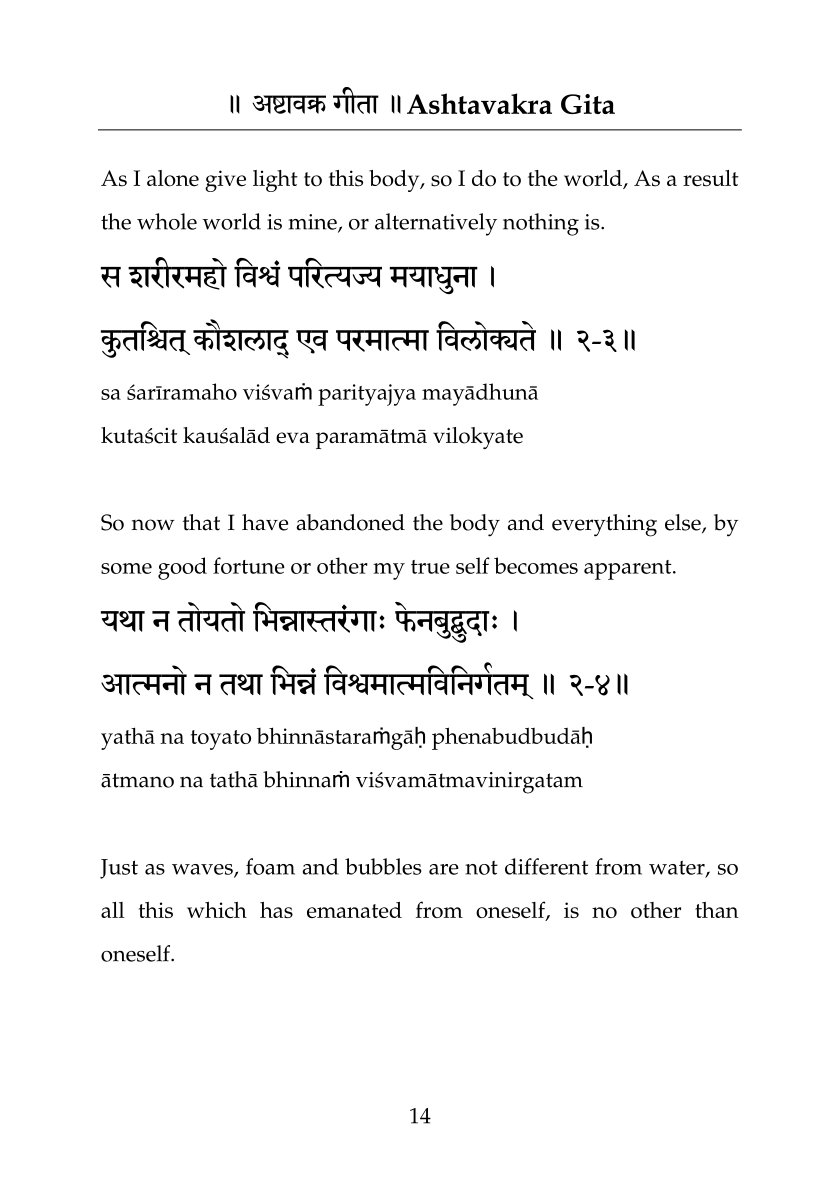 ॥ अष्टावक्र गीता ॥ Ashtavakra Gita
As I alone give light to this body, so I do to the world, As a result
the whole world is mine, or alternatively nothing is.
स शरीरमहो विश्वं परित्यज्य मयाधुना ।
कुतश्चित् कौशलाद् एव परमात्मा विलोक्यते ॥ २-३॥
sa śarīramaho viśvaṁ parityajya mayādhunā
kutaścit kauśalād eva paramātmā vilokyate
So now that I have abandoned the body and everything else, by
some good fortune or other my true self becomes apparent.
यथा न तोयतो भिन्नास्तरंगाः फेनबुद्बुदाः ।
आत्मनो न तथा भिन्नं विश्वमात्मविनिर्गतम् ॥ २-४॥
yathā na toyato bhinnāstaraṁgāḥ phenabudbudāḥ
ātmano na tathā bhinnaṁ viśvamātmavinirgatam
Just as waves, foam and bubbles are not different from water, so
all this which has emanated from oneself, is no other than
oneself.
14